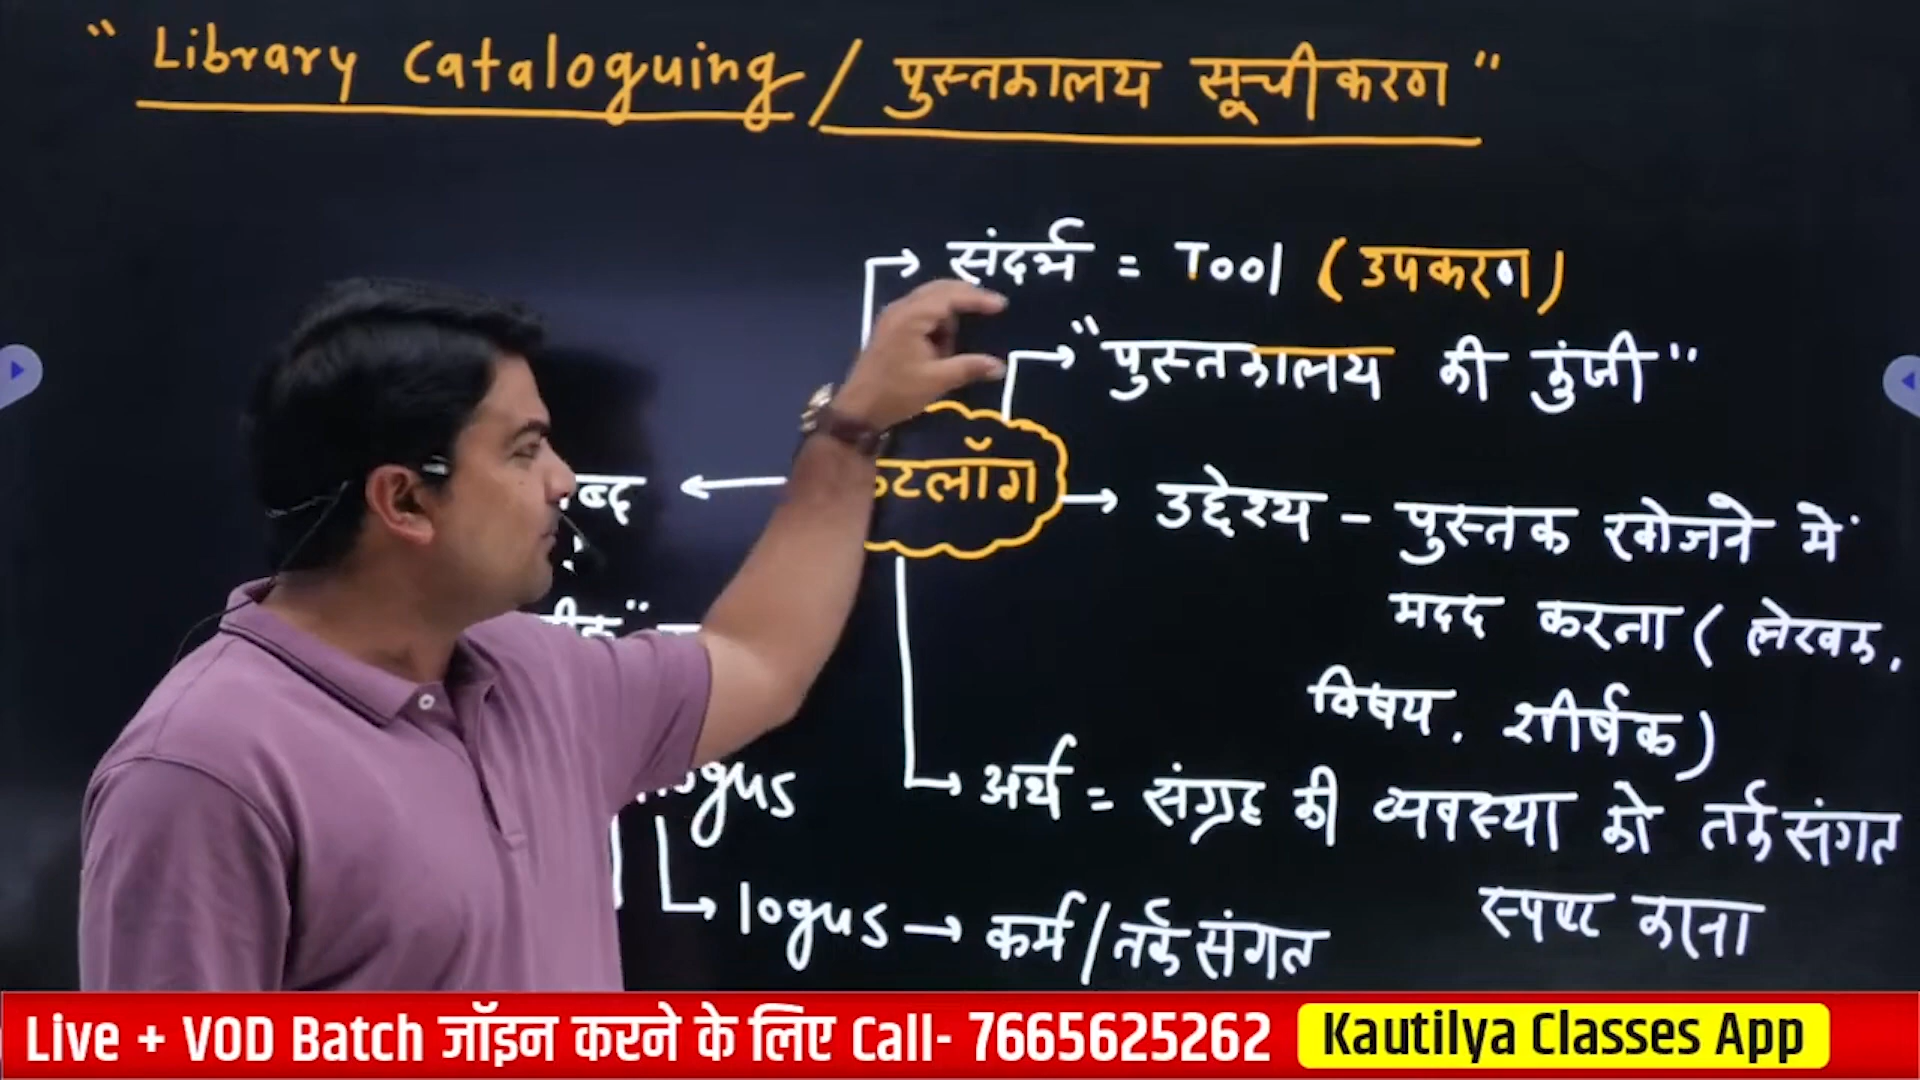 "Library Cataloguing / पुस्तकालय सूचीकरण"
संदर्भ = Tool (उपकरण)
"पुस्तकालय की कुंजी"
टलॉग
उद्देश्य - पुस्तक खोजने में
मदद करना ( लेखक,
विषय, शीर्षक)
अर्थ = संग्रह की व्यवस्था को तर्कसंगत
स्पष्ट करना
ogus
logus → कर्म/तर्कसंगत
Live + VOD Batch जॉइन करने के लिए Call- 7665625262
Kautilya Classes App